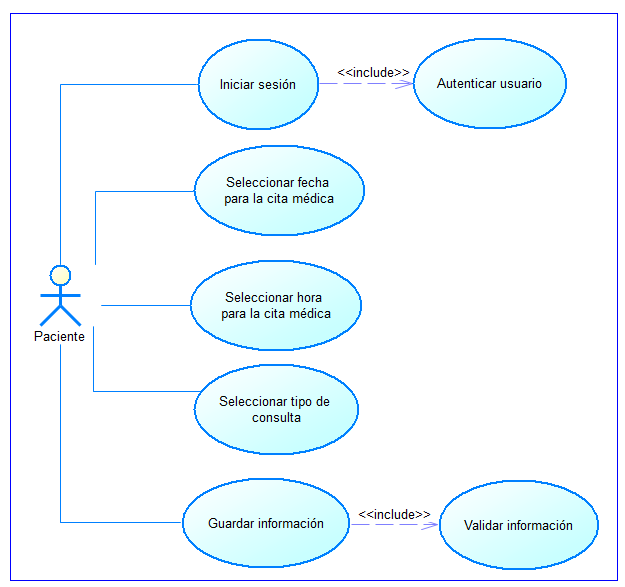 Iniciar sesión
<<include>>
Autenticar usuario
Seleccionar fecha
para la cita médica
Seleccionar hora
para la cita médica
Paciente
Seleccionar tipo de
consulta
Guardar información
<<include>>
Validar información